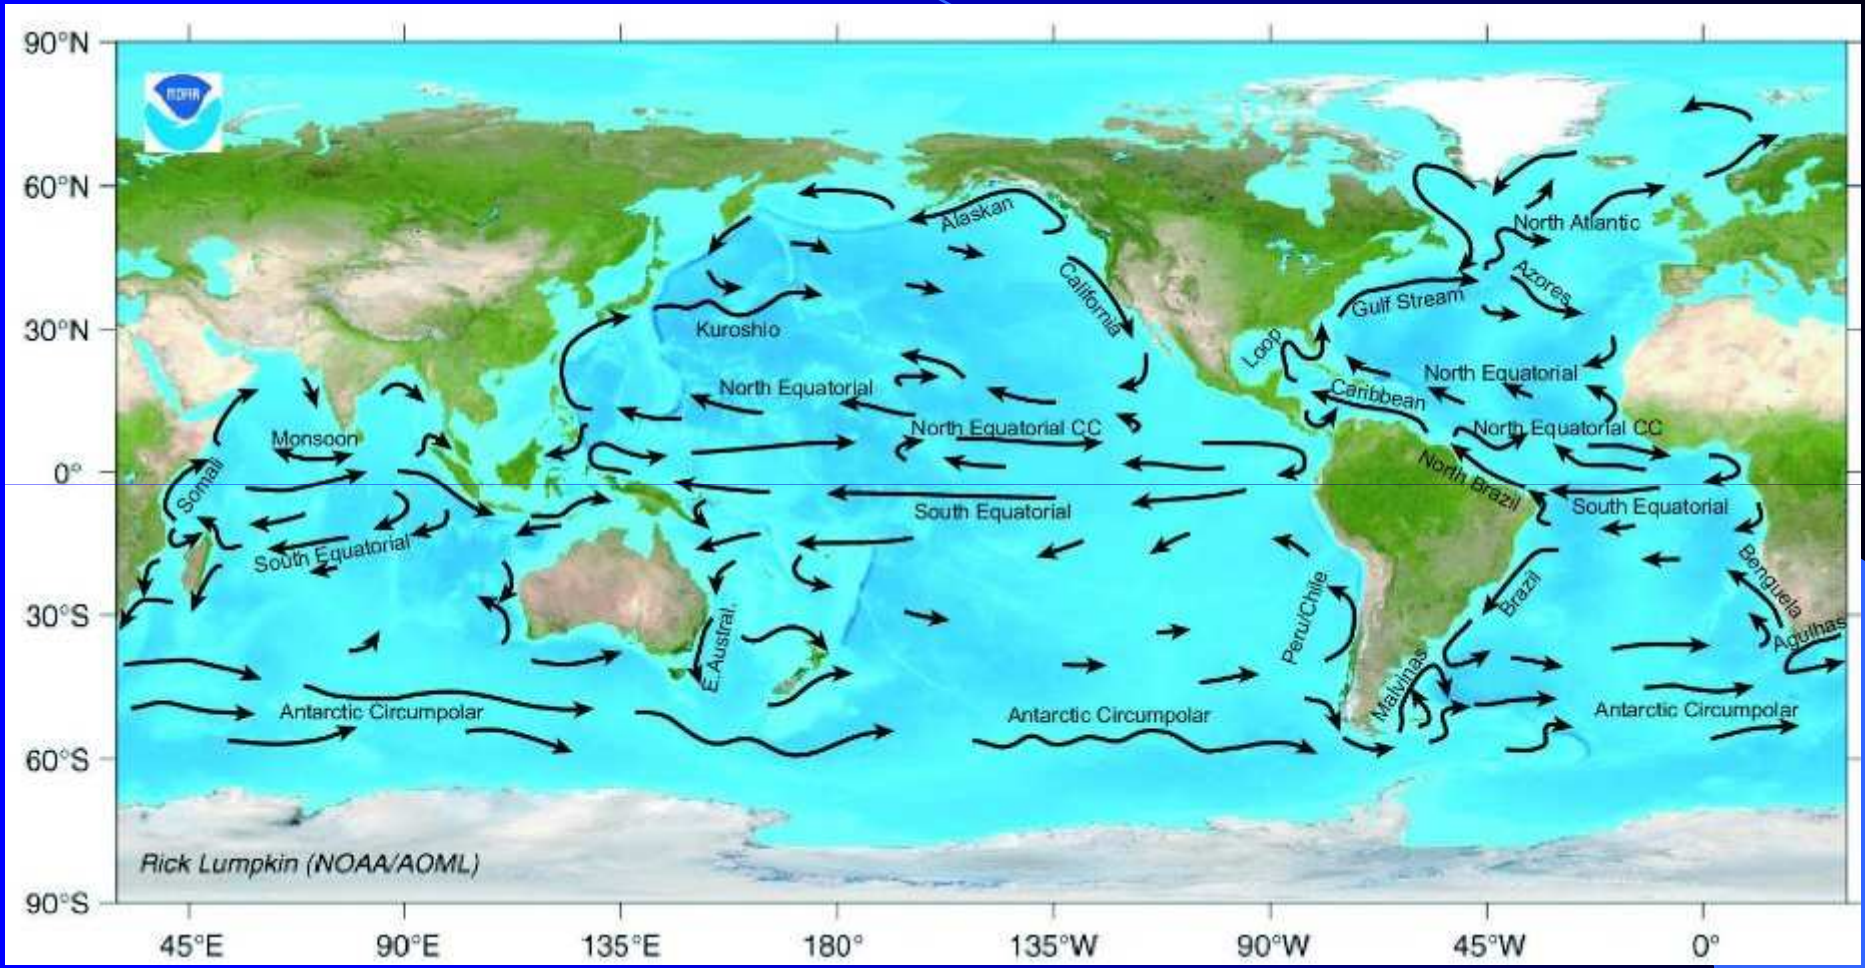 90°N
NOAA
60°N
Alaskan
North Atlantic
California
Azores
Gulf Stream
30°N
Kuroshio
Loop
North Equatorial
North Equatorial
Caribbean
Monsoon
North Equatorial CC
North Equatorial CC
0°
Somali
North Brazil
South Equatorial
South Equatorial
South Equatorial
Benguela
Brazil
Peru/Chile
30°S
E.Austral.
Agulhas
Malvinas
Antarctic Circumpolar
Antarctic Circumpolar
Antarctic Circumpolar
60°S
Rick Lumpkin (NOAA/AOML)
90°S
45°E
90°E
135°E
180°
135°W
90°W
45°W
0°